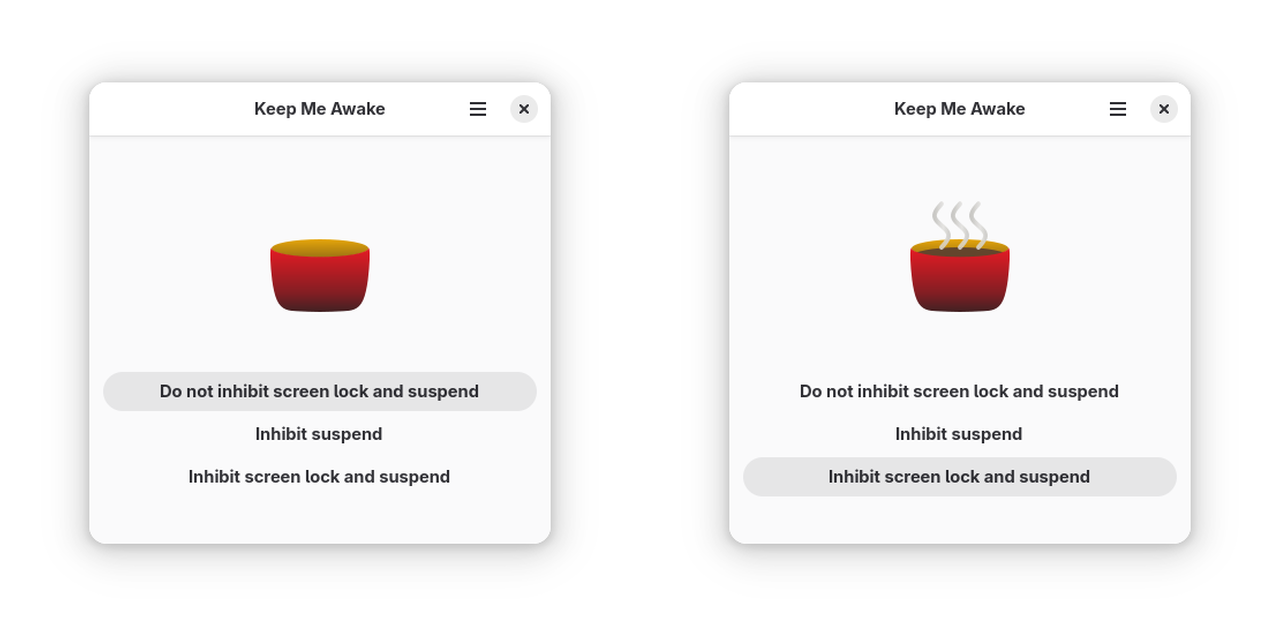 Keep Me Awake
Do not inhibit screen lock and suspend
Inhibit suspend
Inhibit screen lock and suspend
Keep Me Awake
Do not inhibit screen lock and suspend
Inhibit suspend
Inhibit screen lock and suspend